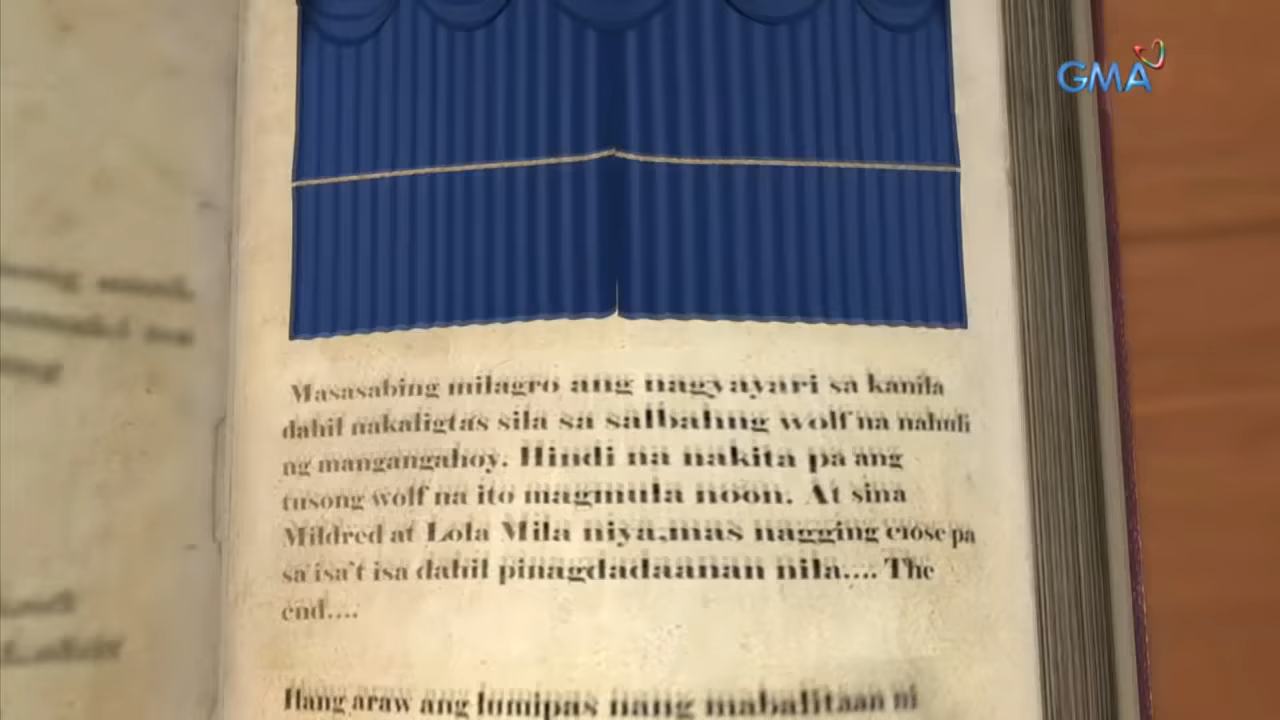 GMA
Masasabing milagro ang nagyayari sa kanila
dahil nakaligtas sila sa salbahng wolf na nahuli
ng mangangahoy. Hindi na nakita pa ang
tusong wolf na ito magmula noon. At sina
Mildred at Lola Mila niya.mas nagging close pa
sa isa't isa dahil pinagdadaanan nila.... The
end....
Ilang araw ang lumipas nang mabalitaan ni